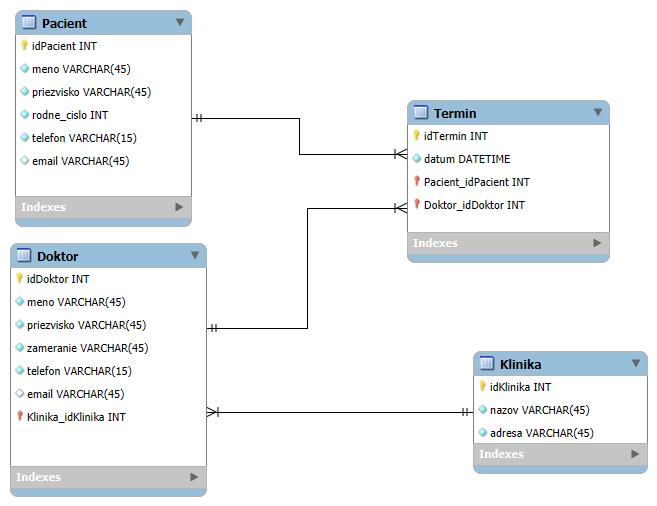 Pacient
idPacient INT
meno VARCHAR(45)
priezvisko VARCHAR(45)
rodne_cislo INT
telefon VARCHAR(15)
email VARCHAR(45)
Indexes
Termin
idTermin INT
datum DATETIME
Pacient_idPacient INT
Doktor_idDoktor INT
Indexes
Doktor
idDoktor INT
meno VARCHAR(45)
priezvisko VARCHAR(45)
zameranie VARCHAR(45)
telefon VARCHAR(15)
email VARCHAR(45)
Klinika_idKlinika INT
Indexes
Klinika
idKlinika INT
nazov VARCHAR(45)
adresa VARCHAR(45)
Indexes